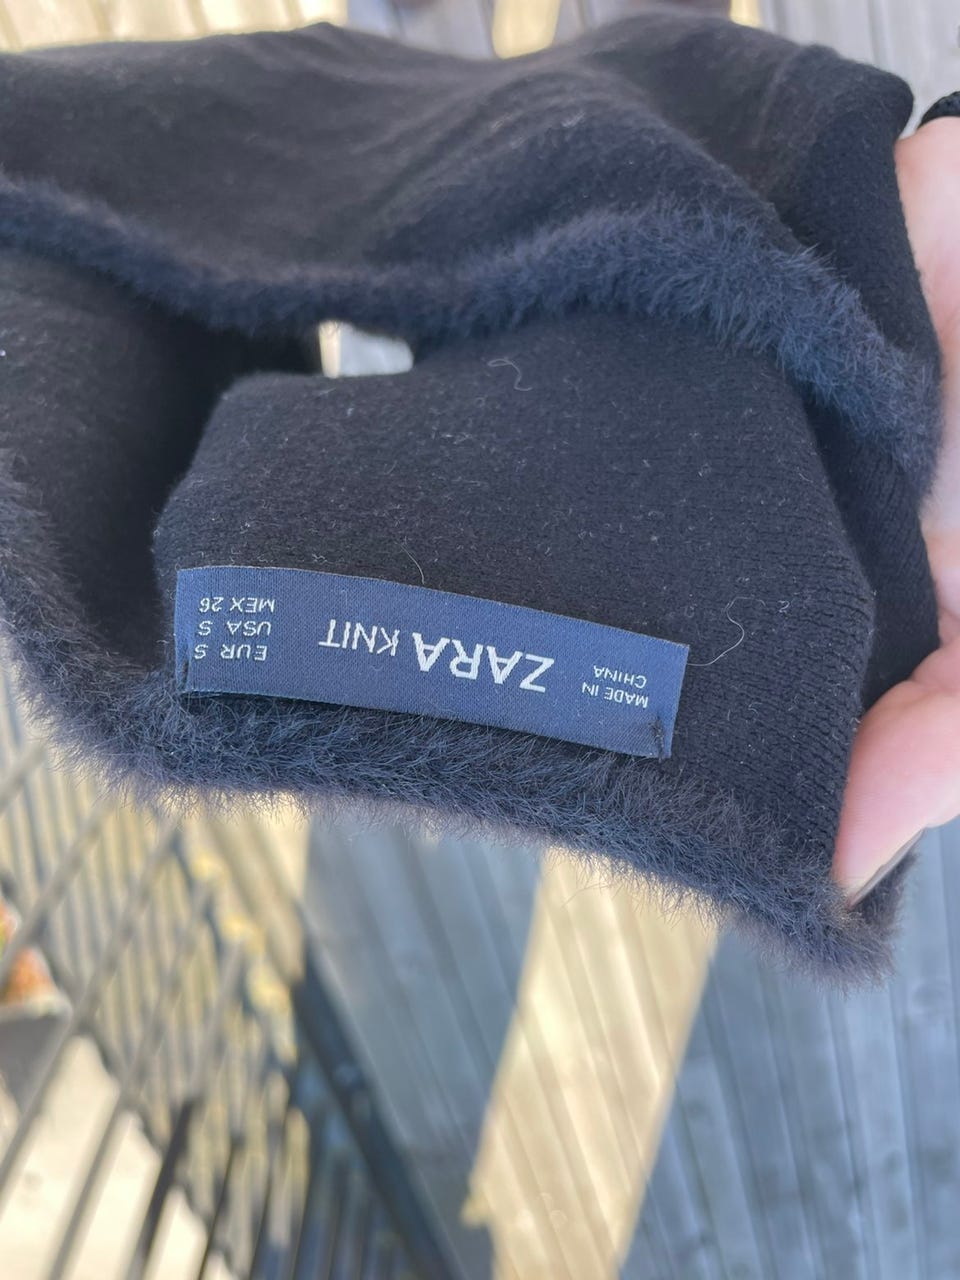 MADE IN
CHINA
ZARA KNIT
EUR S
USA S
MEX 26